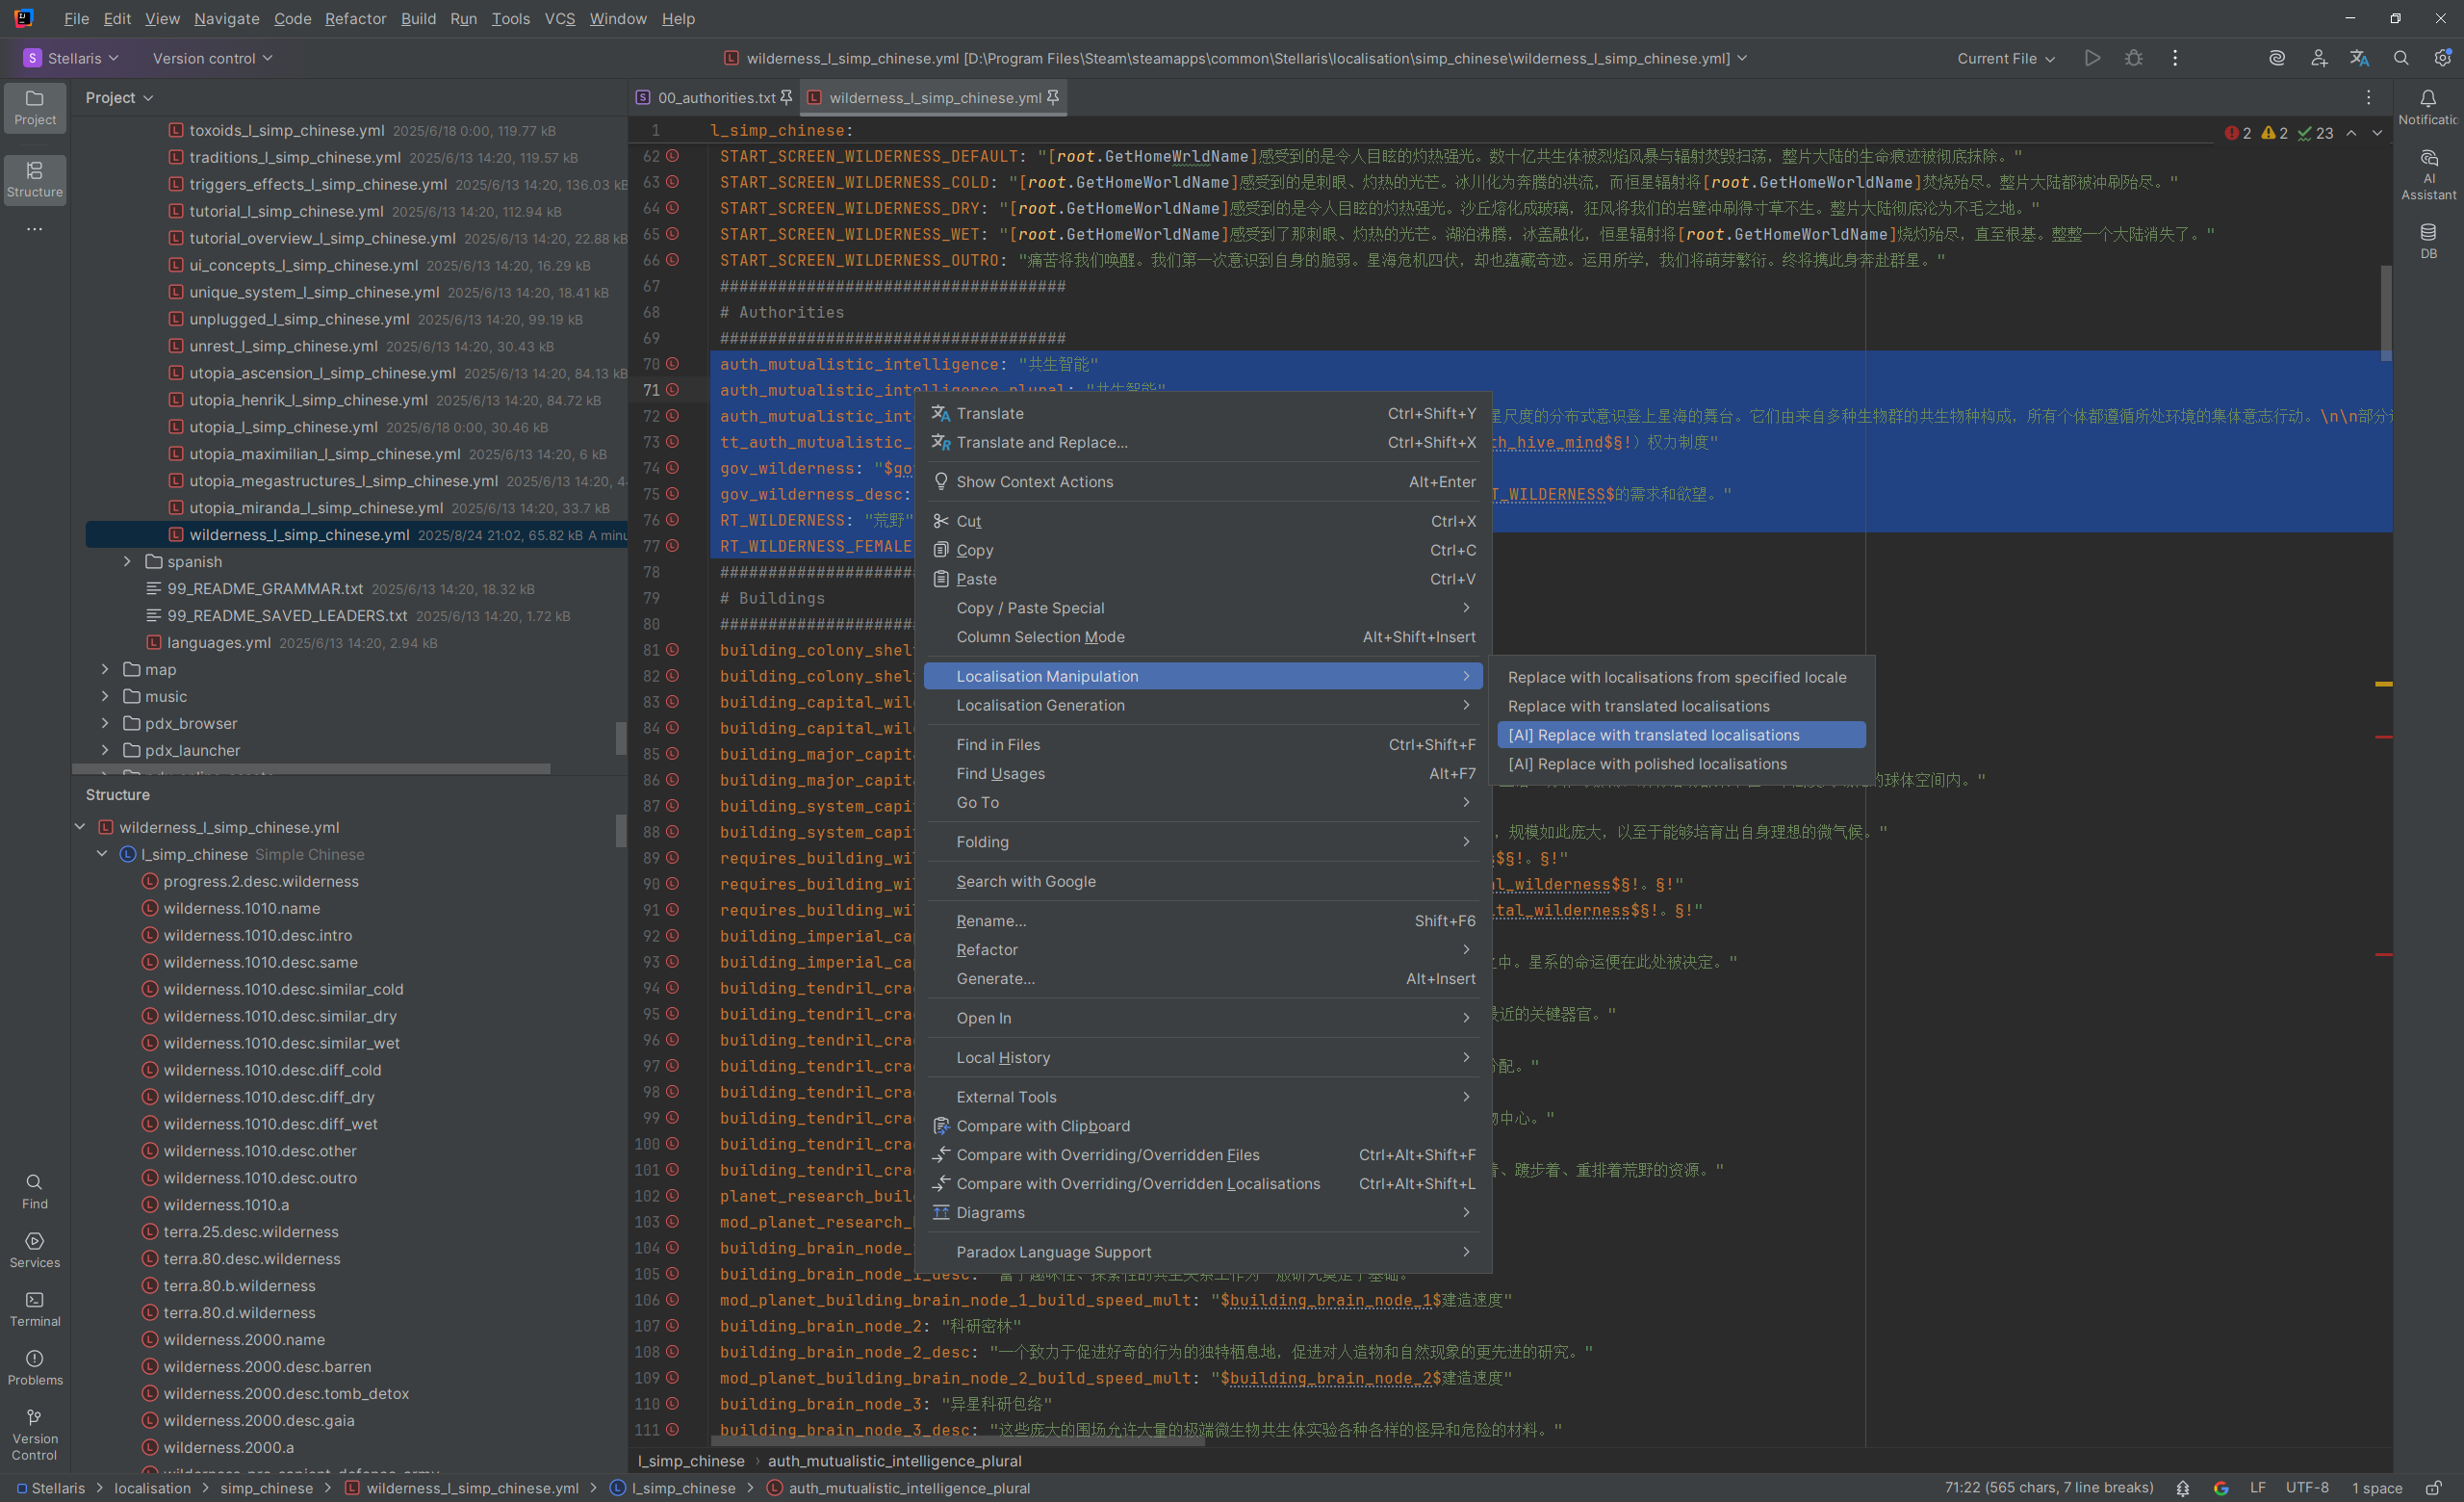 File Edit View Navigate Code Refactor Build Run Tools VCS Window Help
S Stellaris Version control wilderness_l_simp_chinese.yml [D:\Program Files\Steam\steamapps\common\Stellaris\localisation\simp_chinese\wilderness_l_simp_chinese.yml] Current File
Project
Structure
Find
Services
Terminal
Problems
Version
Control
Project
toxoids_l_simp_chinese.yml 2025/6/18 0:00, 119.77 kB
traditions_l_simp_chinese.yml 2025/6/13 14:20, 119.57 kB
triggers_effects_l_simp_chinese.yml 2025/6/13 14:20, 136.03 kB
tutorial_l_simp_chinese.yml 2025/6/13 14:20, 112.94 kB
tutorial_overview_l_simp_chinese.yml 2025/6/13 14:20, 22.88 kB
ui_concepts_l_simp_chinese.yml 2025/6/13 14:20, 16.29 kB
unique_system_l_simp_chinese.yml 2025/6/13 14:20, 18.41 kB
unplugged_l_simp_chinese.yml 2025/6/13 14:20, 99.19 kB
unrest_l_simp_chinese.yml 2025/6/13 14:20, 30.43 kB
utopia_ascension_l_simp_chinese.yml 2025/6/13 14:20, 84.13 kB
utopia_henrik_l_simp_chinese.yml 2025/6/13 14:20, 84.72 kB
utopia_l_simp_chinese.yml 2025/6/18 0:00, 30.46 kB
utopia_maximilian_l_simp_chinese.yml 2025/6/13 14:20, 6 kB
utopia_megastructures_l_simp_chinese.yml 2025/6/13 14:20, 4
utopia_miranda_l_simp_chinese.yml 2025/6/13 14:20, 33.7 kB
wilderness_l_simp_chinese.yml 2025/8/24 21:02, 65.82 kB A minu
spanish
99_README_GRAMMAR.txt 2025/6/13 14:20, 18.32 kB
99_README_SAVED_LEADERS.txt 2025/6/13 14:20, 1.72 kB
languages.yml 2025/6/13 14:20, 2.94 kB
map
music
pdx_browser
pdx_launcher
Structure
wilderness_l_simp_chinese.yml
l_simp_chinese Simple Chinese
progress.2.desc.wilderness
wilderness.1010.name
wilderness.1010.desc.intro
wilderness.1010.desc.same
wilderness.1010.desc.similar_cold
wilderness.1010.desc.similar_dry
wilderness.1010.desc.similar_wet
wilderness.1010.desc.diff_cold
wilderness.1010.desc.diff_dry
wilderness.1010.desc.diff_wet
wilderness.1010.desc.other
wilderness.1010.desc.outro
wilderness.1010.a
terra.25.desc.wilderness
terra.80.desc.wilderness
terra.80.b.wilderness
terra.80.d.wilderness
wilderness.2000.name
wilderness.2000.desc.barren
wilderness.2000.desc.tomb_detox
wilderness.2000.desc.gaia
wilderness.2000.a
00_authorities.txt wilderness_l_simp_chinese.yml
2 2 23
1 l_simp_chinese:
62 START_SCREEN_WILDERNESS_DEFAULT: "[root.GetHomeWrldName]感受到的是令人目眩的灼热强光。数十亿共生体被烈焰风暴与辐射焚毁扫荡，整片大陆的生命痕迹被彻底抹除。"
63 START_SCREEN_WILDERNESS_COLD: "[root.GetHomeWorldName]感受到的是刺眼、灼热的光芒。冰川化为奔腾的洪流，而恒星辐射将[root.GetHomeWorldName]焚烧殆尽。整片大陆都被冲刷殆尽。"
64 START_SCREEN_WILDERNESS_DRY: "[root.GetHomeWorldName]感受到的是令人目眩的灼热强光。沙丘熔化成玻璃，狂风将我们的岩壁冲刷得寸草不生。整片大陆彻底沦为不毛之地。"
65 START_SCREEN_WILDERNESS_WET: "[root.GetHomeWorldName]感受到了那刺眼、灼热的光芒。湖泊沸腾，冰盖融化，恒星辐射将[root.GetHomeWorldName]烧灼殆尽，直至根基。整整一个大陆消失了。"
66 START_SCREEN_WILDERNESS_OUTRO: "痛苦将我们唤醒。我们第一次意识到自身的脆弱。星海危机四伏，却也蕴藏奇迹。运用所学，我们将萌芽繁衍。终将携此身奔赴群星。"
67 ####################################
68 # Authorities
69 ####################################
70 auth_mutualistic_intelligence: "共生智能"
71 auth_mutualistic_intelligence_plural: "共生智能"
72 auth_mutualistic_int 星尺度的分布式意识登上星海的舞台。它们由来自多种生物群的共生物种构成，所有个体都遵循所处环境的集体意志行动。\n\n部分
73 tt_auth_mutualistic_ th_hive_mind$§!）权力制度"
74 gov_wilderness: "$go
75 gov_wilderness_desc: T_WILDERNESS$的需求和欲望。"
76 RT_WILDERNESS: "荒野"
77 RT_WILDERNESS_FEMALE
78 ####################
79 # Buildings
80 ####################
81 building_colony_shel
82 building_colony_shel
83 building_capital_wil
84 building_capital_wil
85 building_major_capit
86 building_major_capit 的球体空间内。"
87 building_system_capi
88 building_system_capi ，规模如此庞大，以至于能够培育出自身理想的微气候。"
89 requires_building_wi $§!。§!"
90 requires_building_wi al_wilderness$§!。§!"
91 requires_building_wi tal_wilderness$§!。§!"
92 building_imperial_ca
93 building_imperial_ca 之中。星系的命运便在此处被决定。"
94 building_tendril_cra
95 building_tendril_cra 最近的关键器官。"
96 building_tendril_cra
97 building_tendril_cra 分配。"
98 building_tendril_cra
99 building_tendril_cra 物中心。"
100 building_tendril_cra
101 building_tendril_cra 着、踱步着、重排着荒野的资源。"
102 planet_research_buil
103 mod_planet_research_
104 building_brain_node_
105 building_brain_node_1_desc: "富于趣味性、探索性的共生关系工作为一般研究奠定了基础。"
106 mod_planet_building_brain_node_1_build_speed_mult: "$building_brain_node_1$建造速度"
107 building_brain_node_2: "科研密林"
108 building_brain_node_2_desc: "一个致力于促进好奇的行为的独特栖息地，促进对人造物和自然现象的更先进的研究。"
109 mod_planet_building_brain_node_2_build_speed_mult: "$building_brain_node_2$建造速度"
110 building_brain_node_3: "异星科研包络"
111 building_brain_node_3_desc: "这些庞大的围场允许大量的极端微生物共生体实验各种各样的怪异和危险的材料。"
Translate Ctrl+Shift+Y
Translate and Replace... Ctrl+Shift+X
Show Context Actions Alt+Enter
Cut Ctrl+X
Copy Ctrl+C
Paste Ctrl+V
Copy / Paste Special
Column Selection Mode Alt+Shift+Insert
Localisation Manipulation
Localisation Generation
Find in Files Ctrl+Shift+F
Find Usages Alt+F7
Go To
Folding
Search with Google
Rename... Shift+F6
Refactor
Generate... Alt+Insert
Open In
Local History
External Tools
Compare with Clipboard
Compare with Overriding/Overridden Files Ctrl+Alt+Shift+F
Compare with Overriding/Overridden Localisations Ctrl+Alt+Shift+L
Diagrams
Paradox Language Support
Replace with localisations from specified locale
Replace with translated localisations
[AI] Replace with translated localisations
[AI] Replace with polished localisations
Notificatic
AI
Assistant
DB
l_simp_chinese › auth_mutualistic_intelligence_plural
Stellaris > localisation > simp_chinese > wilderness_l_simp_chinese.yml > l_simp_chinese > auth_mutualistic_intelligence_plural
71:22 (565 chars, 7 line breaks) LF UTF-8 1 space